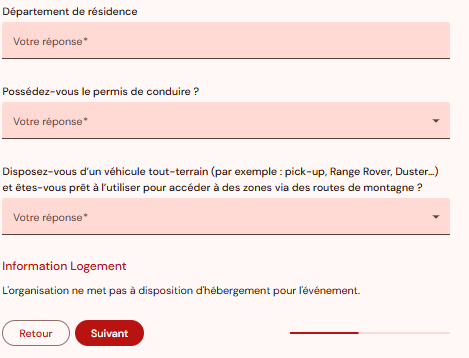 Département de résidence
Votre réponse*
Possédez-vous le permis de conduire ?
Votre réponse*
Disposez-vous d'un véhicule tout-terrain (par exemple : pick-up, Range Rover, Duster...)
et êtes-vous prêt à l'utiliser pour accéder à des zones via des routes de montagne ?
Votre réponse*
Information Logement
L'organisation ne met pas à disposition d'hébergement pour l'événement.
Retour
Suivant